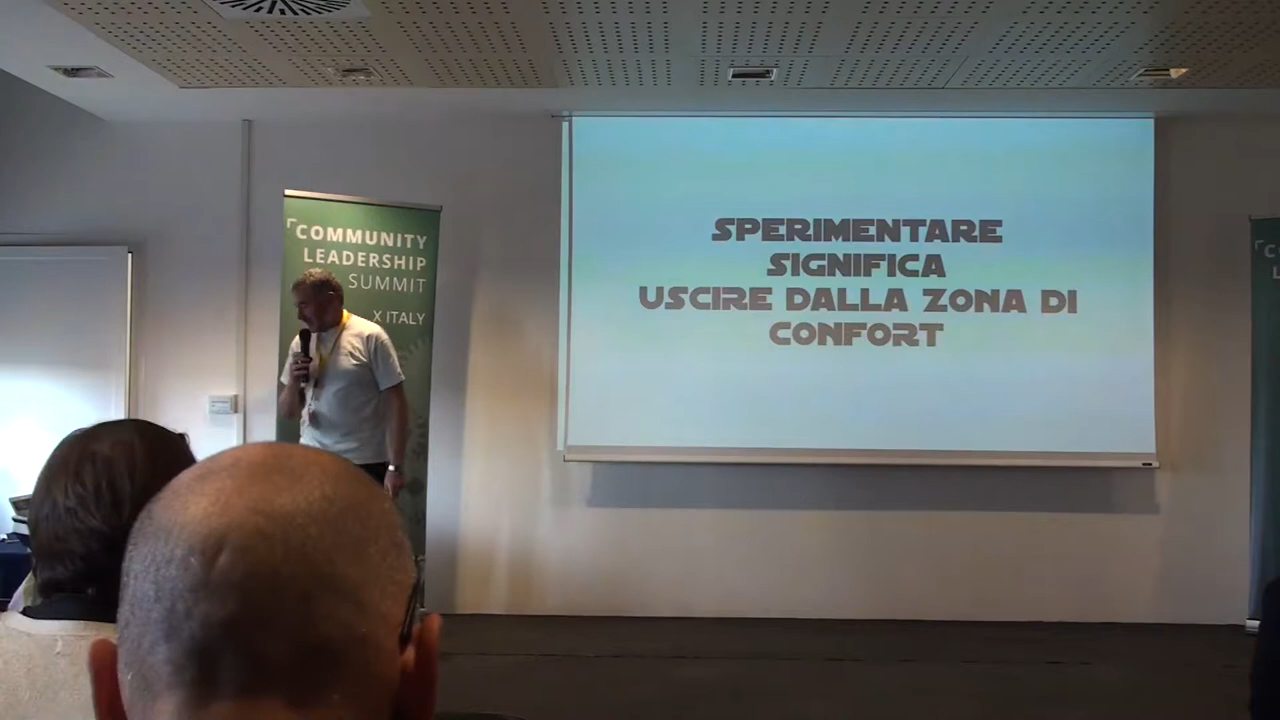 COMMUNITY
LEADERSHIP
SUMMIT
X ITALY
SPERIMENTARE
SIGNIFICA
USCIRE DALLA ZONA DI
CONFORT